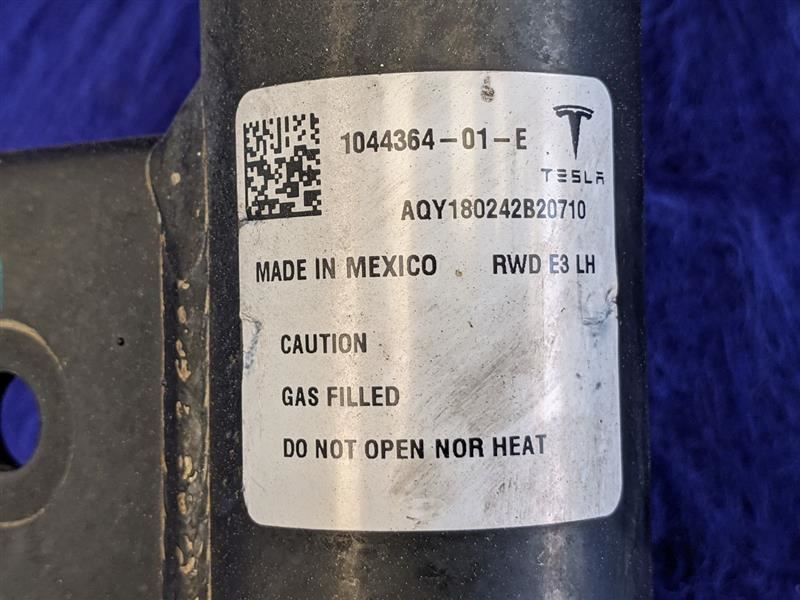 1044364-01-E
TESLA
AQY180242B20710
MADE IN MEXICO RWD E3 LH
CAUTION
GAS FILLED
DO NOT OPEN NOR HEAT